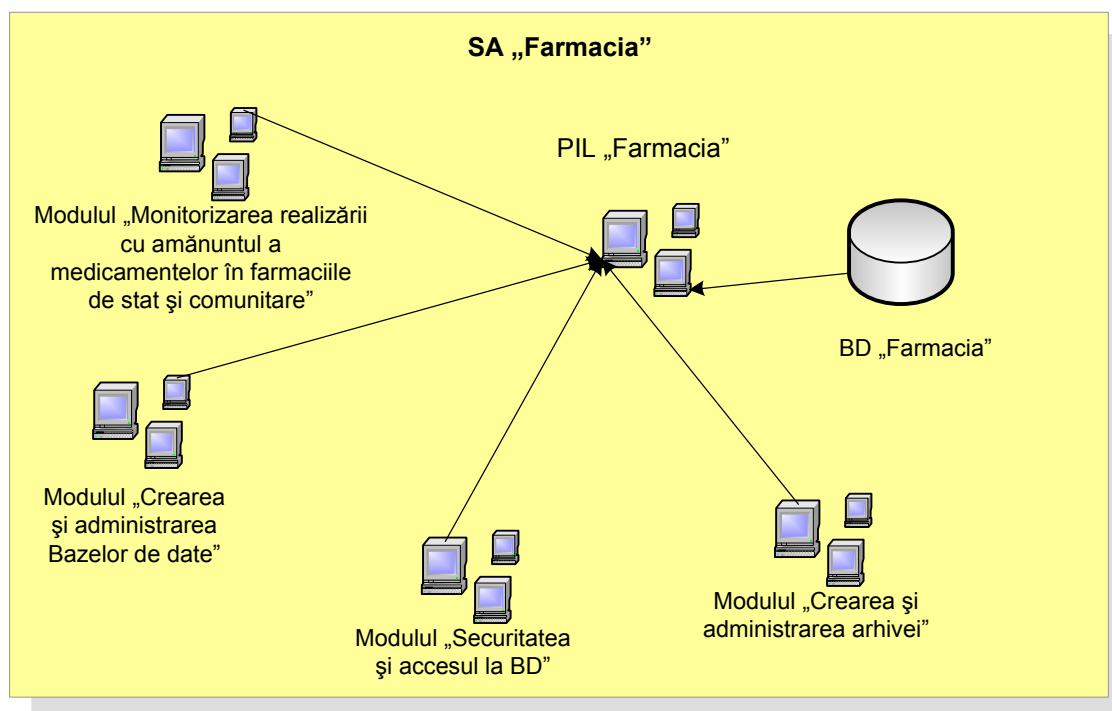 SA „Farmacia”
PIL „Farmacia”
Modulul „Monitorizarea realizării
cu amănuntul a
medicamentelor în farmaciile
de stat şi comunitare”
BD „Farmacia”
Modulul „Crearea
şi administrarea
Bazelor de date”
Modulul „Securitatea
şi accesul la BD”
Modulul „Crearea şi
administrarea arhivei”